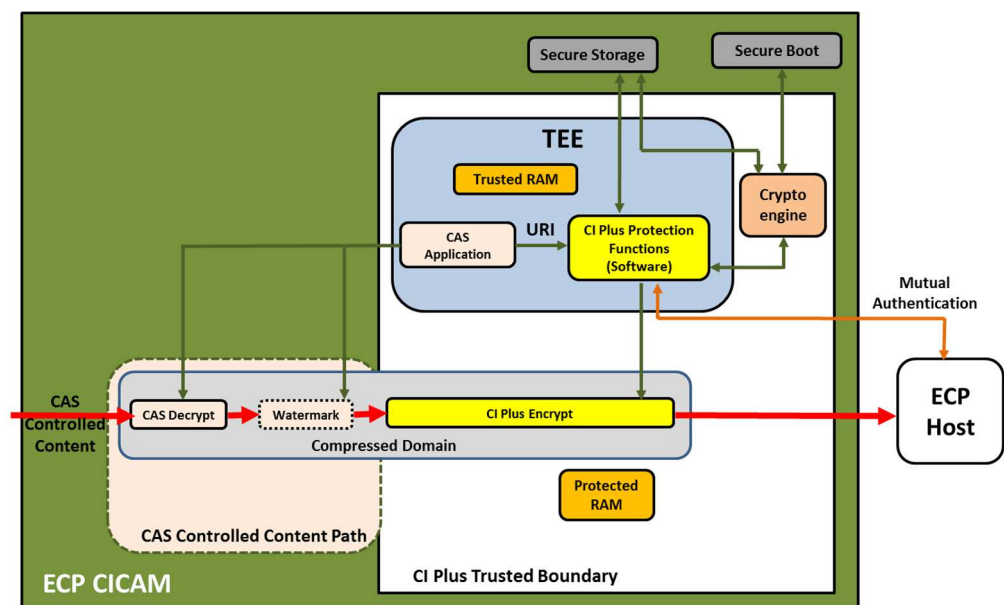 Secure Storage
Secure Boot
TEE
Trusted RAM
Crypto
engine
CAS
Application
URI
CI Plus Protection
Functions
(Software)
Mutual
Authentication
CAS
Controlled
Content
CAS Decrypt
Watermark
CI Plus Encrypt
ECP
Host
Compressed Domain
Protected
RAM
CAS Controlled Content Path
ECP CICAM
CI Plus Trusted Boundary